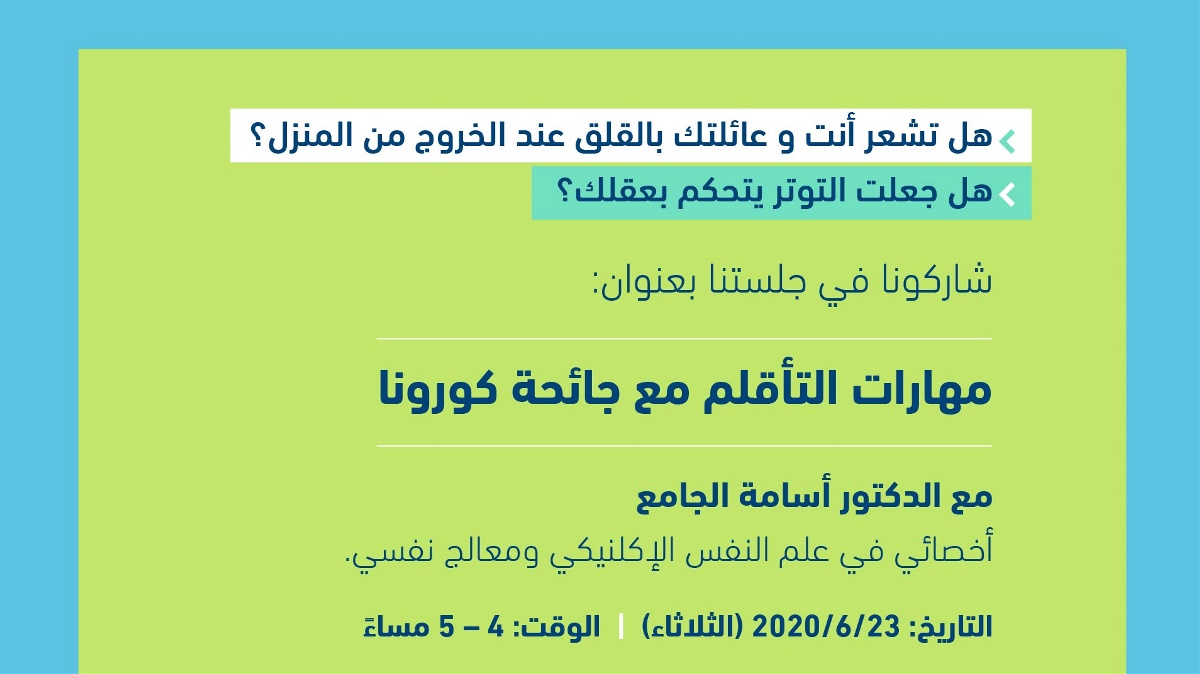 هل تشعر أنت و عائلتك بالقلق عند الخروج من المنزل؟
هل جعلت التوتر يتحكم بعقلك؟
شاركونا في جلستنا بعنوان:
مهارات التأقلم مع جائحة كورونا
مع الدكتور أسامة الجامع
أخصائي في علم النفس الإكلنيكي ومعالج نفسي.
التاريخ: 2020/6/23 (الثلاثاء) | الوقت: 4 – 5 مساءً